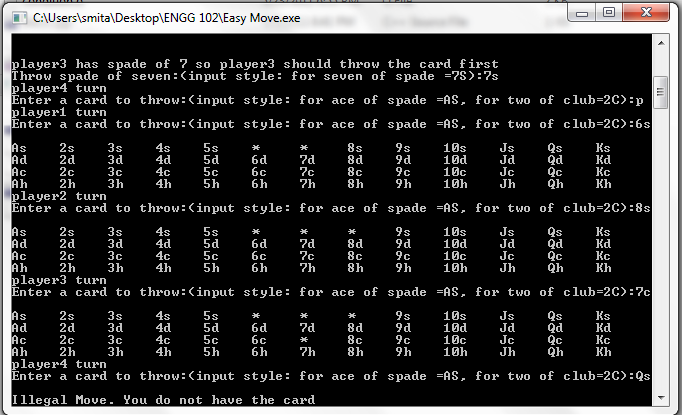 C:\Users\smita\Desktop\ENGG 102\Easy Move.exe
player3 has spade of 7 so player3 should throw the card first
Throw spade of seven:(input style: for seven of spade =7S):7s
player4 turn
Enter a card to throw:(input style: for ace of spade =AS, for two of club=2C):p
player1 turn
Enter a card to throw:(input style: for ace of spade =AS, for two of club=2C):6s
As 2s 3s 4s 5s * * 8s 9s 10s Js Qs Ks
Ad 2d 3d 4d 5d 6d 7d 8d 9d 10d Jd Qd Kd
Ac 2c 3c 4c 5c 6c 7c 8c 9c 10c Jc Qc Kc
Ah 2h 3h 4h 5h 6h 7h 8h 9h 10h Jh Qh Kh
player2 turn
Enter a card to throw:(input style: for ace of spade =AS, for two of club=2C):8s
As 2s 3s 4s 5s * * * 9s 10s Js Qs Ks
Ad 2d 3d 4d 5d 6d 7d 8d 9d 10d Jd Qd Kd
Ac 2c 3c 4c 5c 6c 7c 8c 9c 10c Jc Qc Kc
Ah 2h 3h 4h 5h 6h 7h 8h 9h 10h Jh Qh Kh
player3 turn
Enter a card to throw:(input style: for ace of spade =AS, for two of club=2C):7c
As 2s 3s 4s 5s * * * 9s 10s Js Qs Ks
Ad 2d 3d 4d 5d 6d 7d 8d 9d 10d Jd Qd Kd
Ac 2c 3c 4c 5c 6c * 8c 9c 10c Jc Qc Kc
Ah 2h 3h 4h 5h 6h 7h 8h 9h 10h Jh Qh Kh
player4 turn
Enter a card to throw:(input style: for ace of spade =AS, for two of club=2C):Qs
Illegal Move. You do not have the card